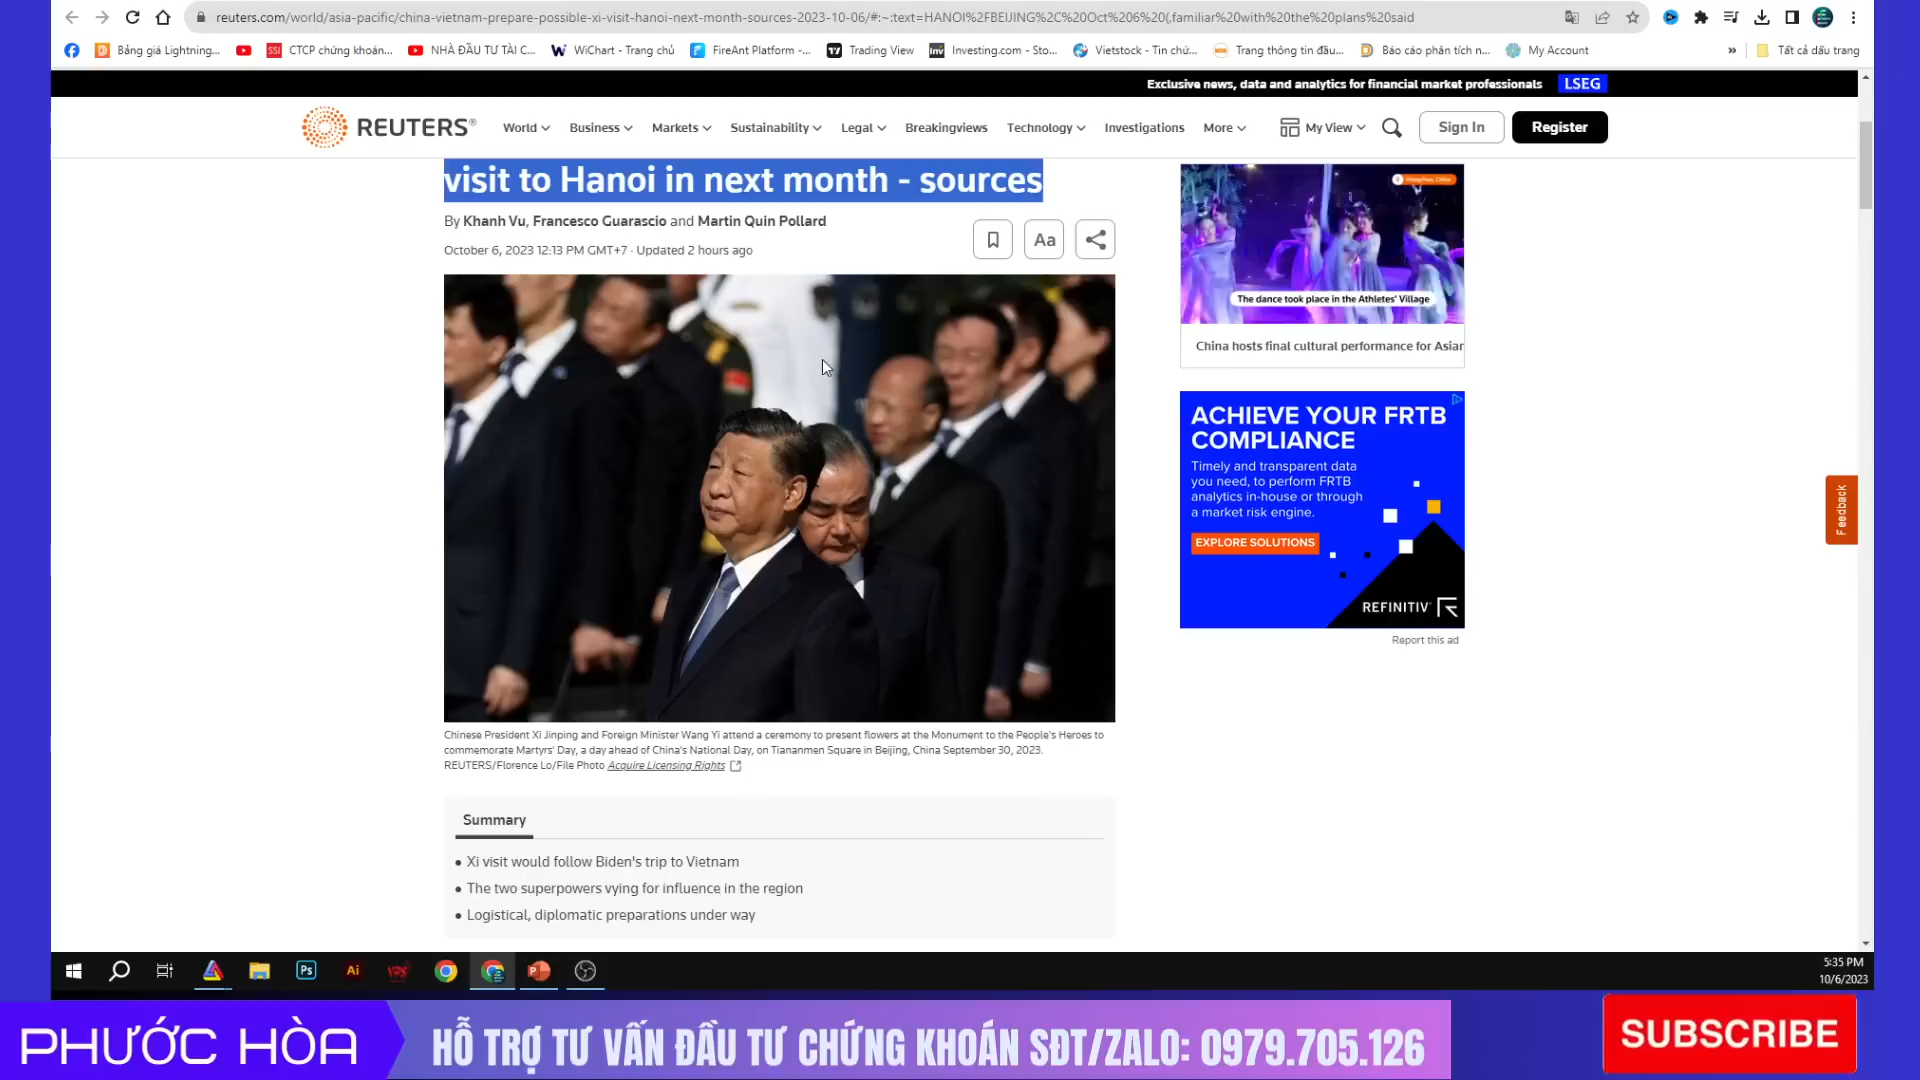 reuters.com/world/asia-pacific/china-vietnam-prepare-possible-xi-visit-hanoi-next-month-sources-2023-10-06/#:~:text=HANOI%2FBEIJING%2C%20Oct%206%20(,familiar%20with%20the%20plans%20said
Bảng giá Lightning...
SSI CTCP chứng khoán...
NHÀ ĐẦU TƯ TÀI C...
WiChart - Trang chủ
FireAnt Platform -...
Trading View
Inv Investing.com - Sto...
Vietstock - Tin chứ...
Trang thông tin đầu...
Báo cáo phân tích n...
My Account
»
Tất cả dấu trang
Exclusive news, data and analytics for financial market professionals LSEG
REUTERS®
World Business Markets Sustainability Legal Breakingviews Technology Investigations More
My View
Sign In
Register
visit to Hanoi in next month - sources
By Khanh Vu, Francesco Guarascio and Martin Quin Pollard
October 6, 2023 12:13 PM GMT+7 · Updated 2 hours ago
Aa
The dance took place in the Athletes' Village
China hosts final cultural performance for Asian
ACHIEVE YOUR FRTB
COMPLIANCE
Timely and transparent data
you need, to perform FRTB
analytics in-house or through
a market risk engine.
EXPLORE SOLUTIONS
REFINITIV
Report this ad
Feedback
Chinese President Xi Jinping and Foreign Minister Wang Yi attend a ceremony to present flowers at the Monument to the People's Heroes to
commemorate Martyrs' Day, a day ahead of China's National Day, on Tiananmen Square in Beijing, China September 30, 2023.
REUTERS/Florence Lo/File Photo Acquire Licensing Rights
Summary
• Xi visit would follow Biden's trip to Vietnam
• The two superpowers vying for influence in the region
• Logistical, diplomatic preparations under way
Ps
Ai
5:35 PM
10/6/2023
PHƯỚC HÒA
HỖ TRỢ TƯ VẤN ĐẦU TƯ CHỨNG KHOÁN SĐT/ZALO: 0979.705.126
SUBSCRIBE